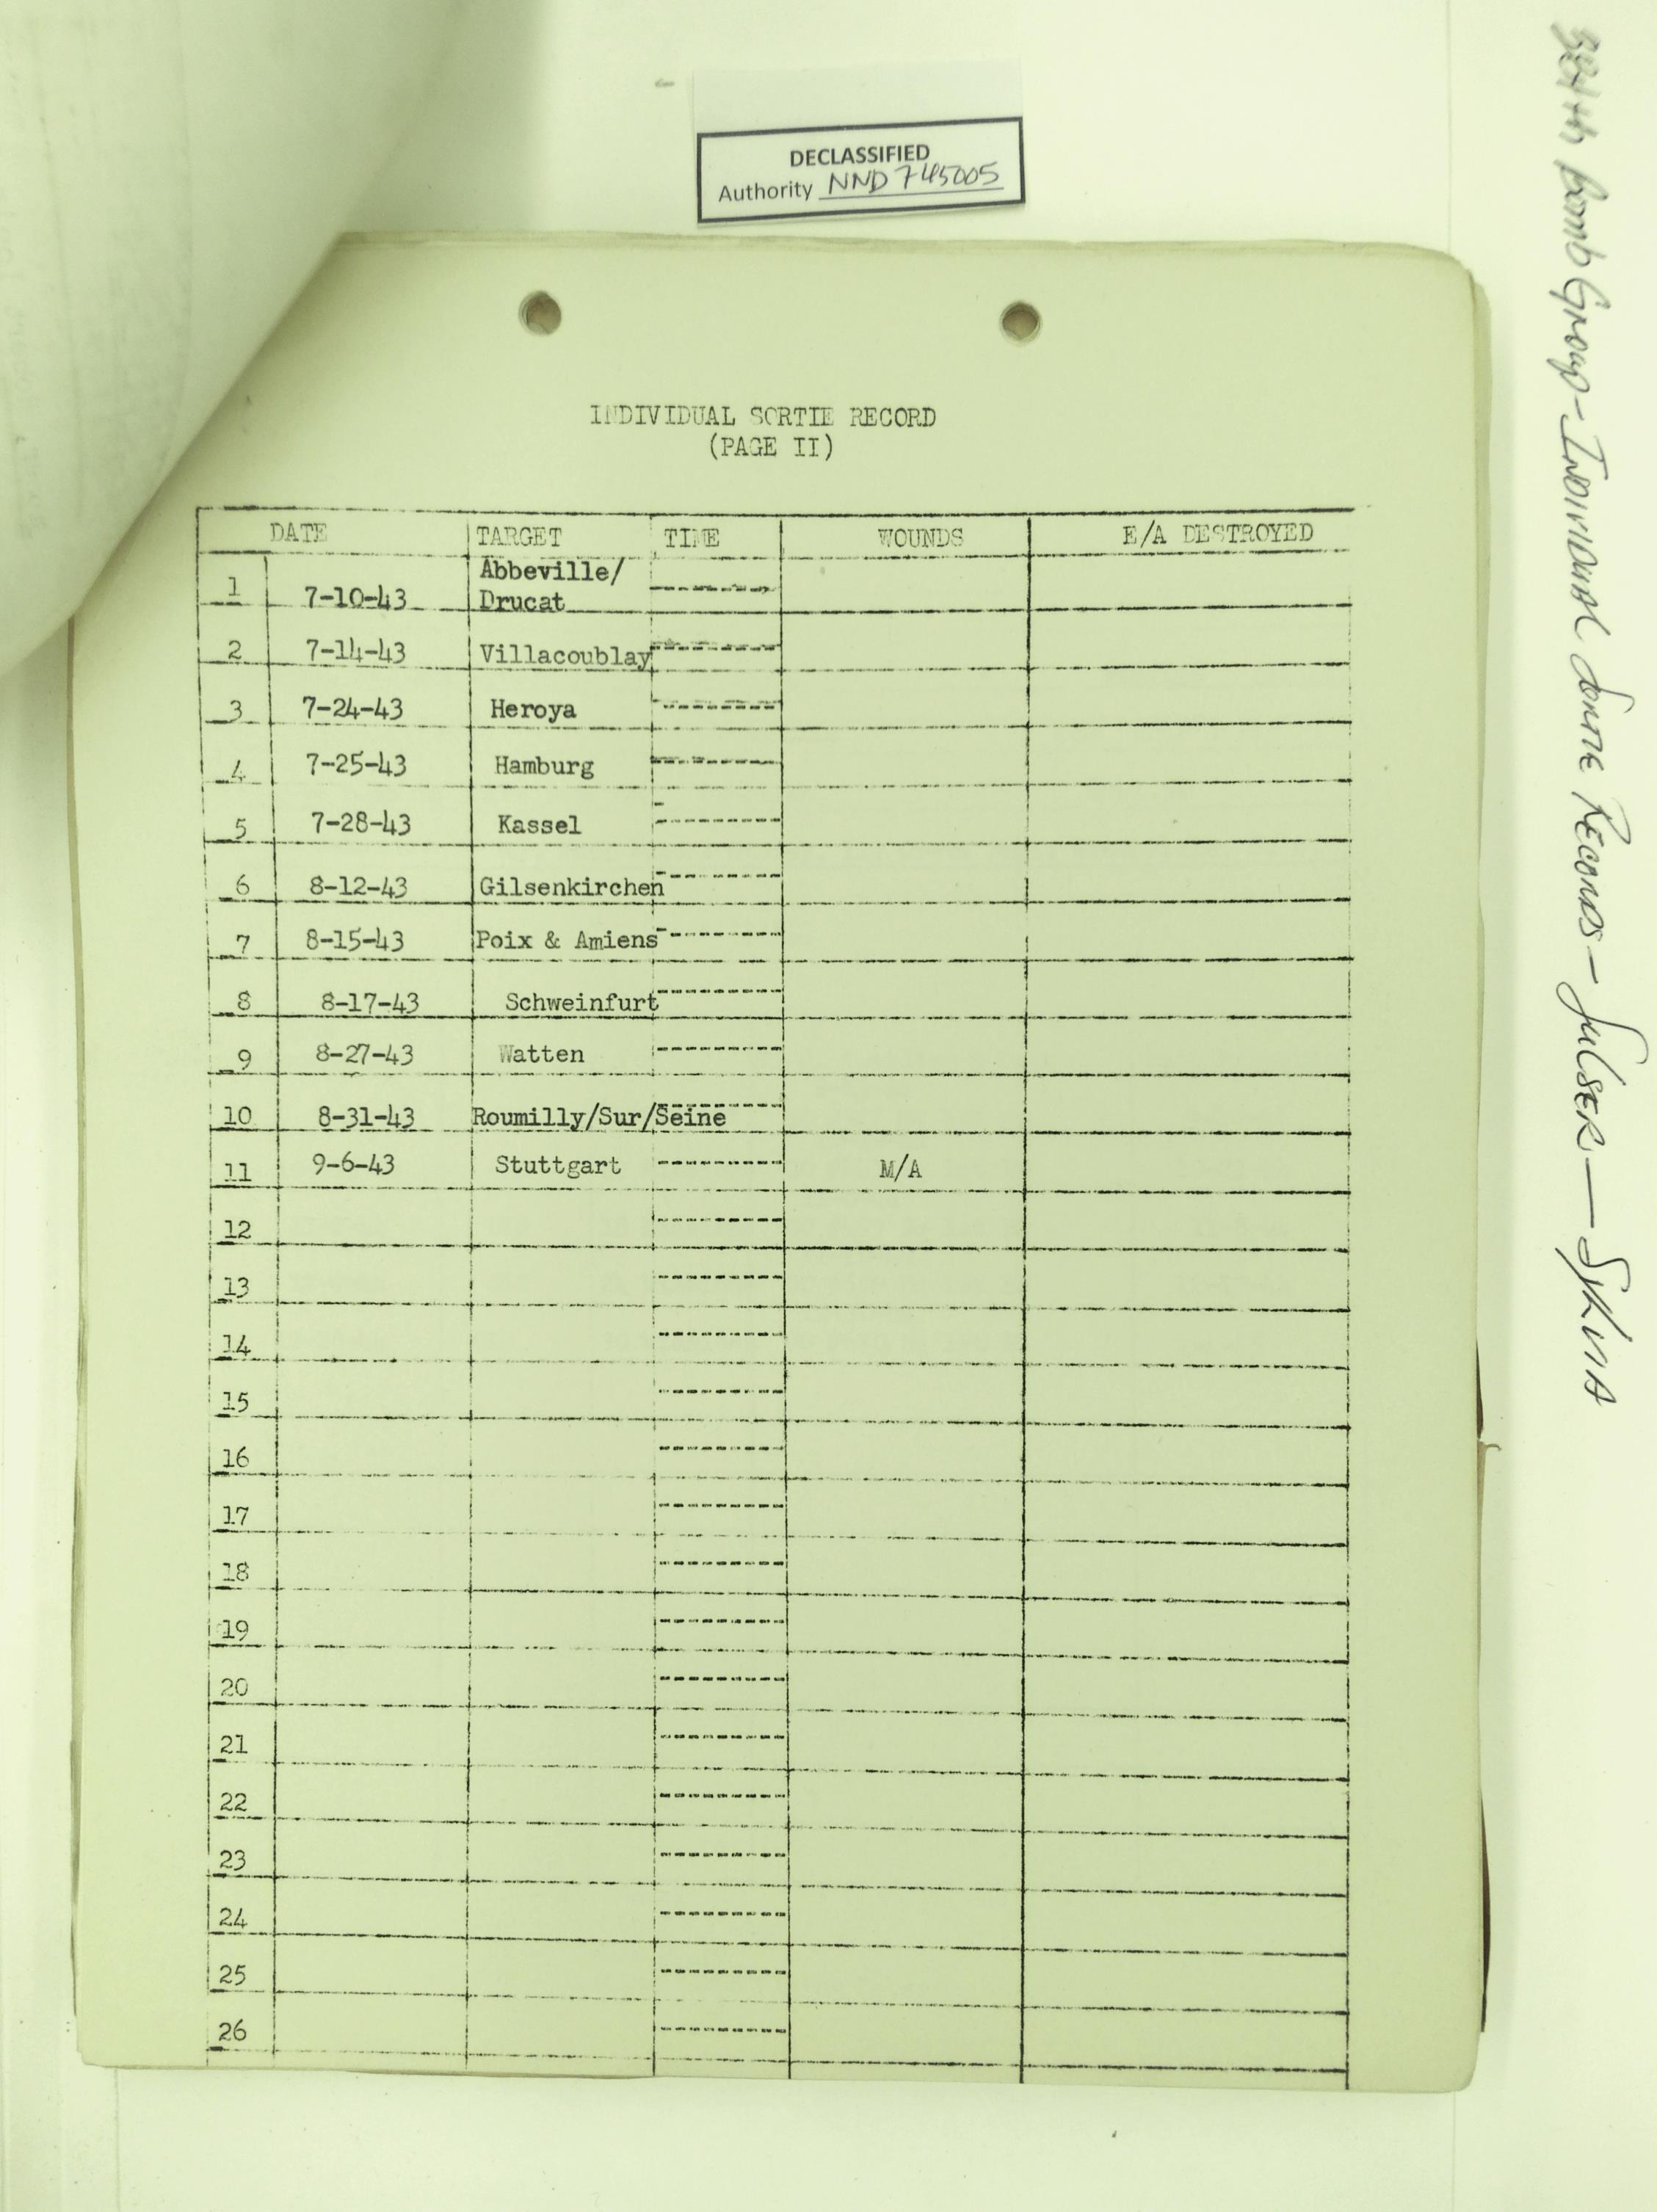 DECLASSIFIED
Authority NND 745005
INDIVIDUAL SORTIE RECORD
(PAGE II)
DATE TARGET TIME WOUNDS E/A DESTROYED
1 7-10-43 Abbeville/
Drucat
2 7-14-43 Villacoublay
3 7-24-43 Heroya
4 7-25-43 Hamburg
5 7-28-43 Kassel
6 8-12-43 Gilsenkirchen
7 8-15-43 Poix & Amiens
8 8-17-43 Schweinfurt
9 8-27-43 Watten
10 8-31-43 Roumilly/Sur/Seine
11 9-6-43 Stuttgart M/A
12
13
14
15
16
17
18
19
20
21
22
23
24
25
26
384th Bomb Group - Individual Sortie Records - Sulser — Sylvia